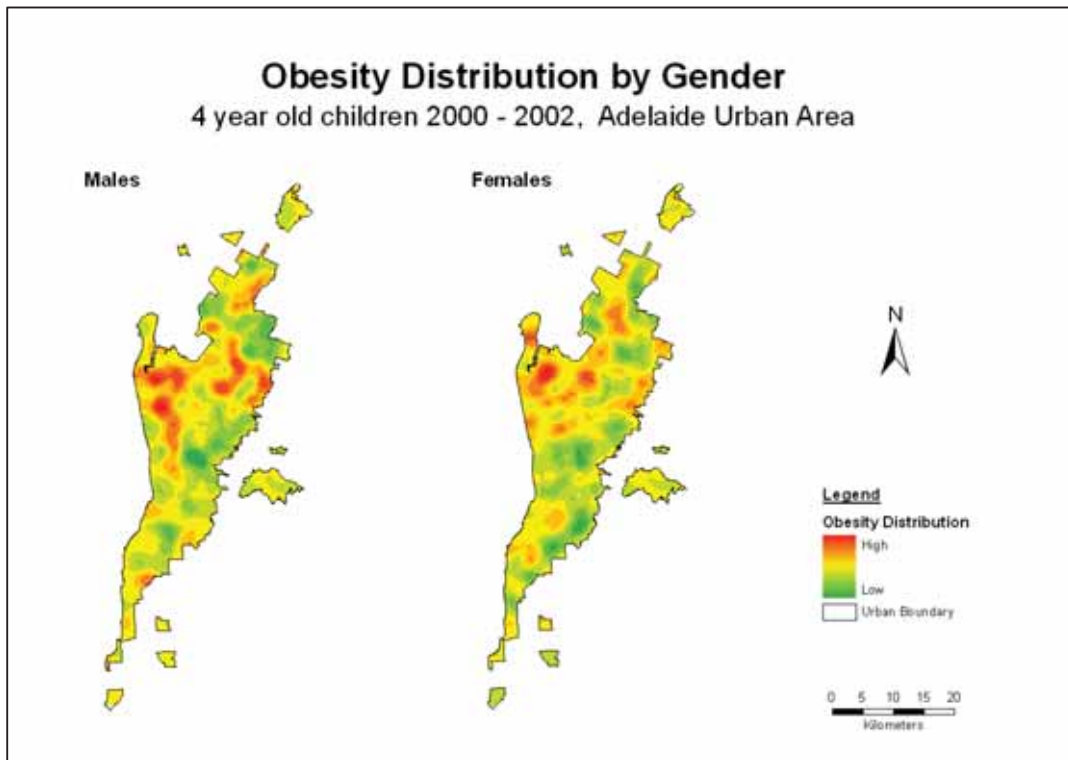 Obesity Distribution by Gender
4 year old children 2000 - 2002, Adelaide Urban Area
Males
Females
N
Legend
Obesity Distribution
High
Low
Urban Boundary
0 5 10 15 20
Kilometers